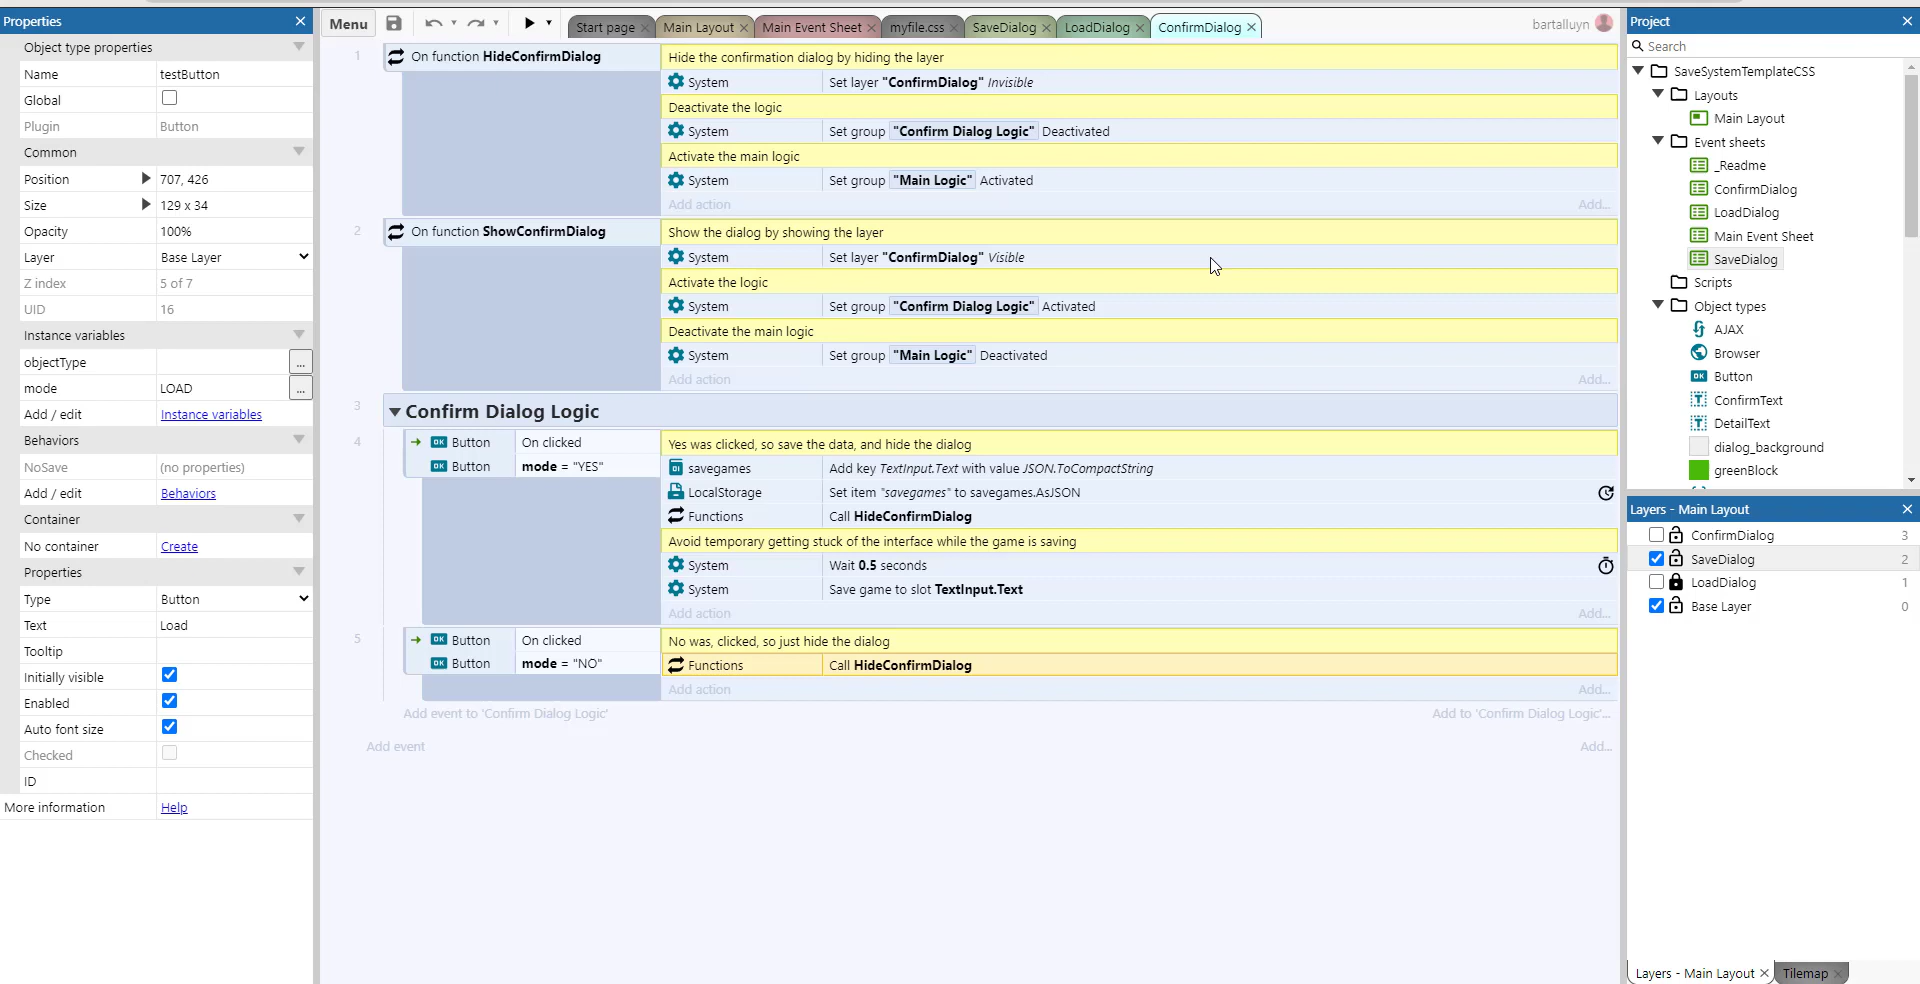 Properties
Object type properties
Name testButton
Global
Plugin Button
Common
Position 707, 426
Size 129 x 34
Opacity 100%
Layer Base Layer
Z index 5 of 7
UID 16
Instance variables
objectType ...
mode LOAD ...
Add / edit Instance variables
Behaviors
NoSave (no properties)
Add / edit Behaviors
Container
No container Create
Properties
Type Button
Text Load
Tooltip
Initially visible
Enabled
Auto font size
Checked
ID
More information Help
Menu
Start page
Main Layout
Main Event Sheet
myfile.css
SaveDialog
LoadDialog
ConfirmDialog
bartalluyn
1 On function HideConfirmDialog
Hide the confirmation dialog by hiding the layer
System Set layer "ConfirmDialog" Invisible
Deactivate the logic
System Set group "Confirm Dialog Logic" Deactivated
Activate the main logic
System Set group "Main Logic" Activated
Add action Add...
2 On function ShowConfirmDialog
Show the dialog by showing the layer
System Set layer "ConfirmDialog" Visible
Activate the logic
System Set group "Confirm Dialog Logic" Activated
Deactivate the main logic
System Set group "Main Logic" Deactivated
Add action Add...
3 Confirm Dialog Logic
4 OK Button On clicked
OK Button mode = "YES"
Yes was clicked, so save the data, and hide the dialog
savegames Add key TextInput.Text with value JSON.ToCompactString
LocalStorage Set item "savegames" to savegames.AsJSON
Functions Call HideConfirmDialog
Avoid temporary getting stuck of the interface while the game is saving
System Wait 0.5 seconds
System Save game to slot TextInput.Text
Add action Add...
5 OK Button On clicked
OK Button mode = "NO"
No was, clicked, so just hide the dialog
Functions Call HideConfirmDialog
Add action Add...
Add event to 'Confirm Dialog Logic' Add to 'Confirm Dialog Logic'...
Add event Add...
Project
Search
SaveSystemTemplateCSS
Layouts
Main Layout
Event sheets
_Readme
ConfirmDialog
LoadDialog
Main Event Sheet
SaveDialog
Scripts
Object types
AJAX
Browser
OK Button
ConfirmText
DetailText
dialog_background
greenBlock
Layers - Main Layout
ConfirmDialog 3
SaveDialog 2
LoadDialog 1
Base Layer 0
Layers - Main Layout
Tilemap